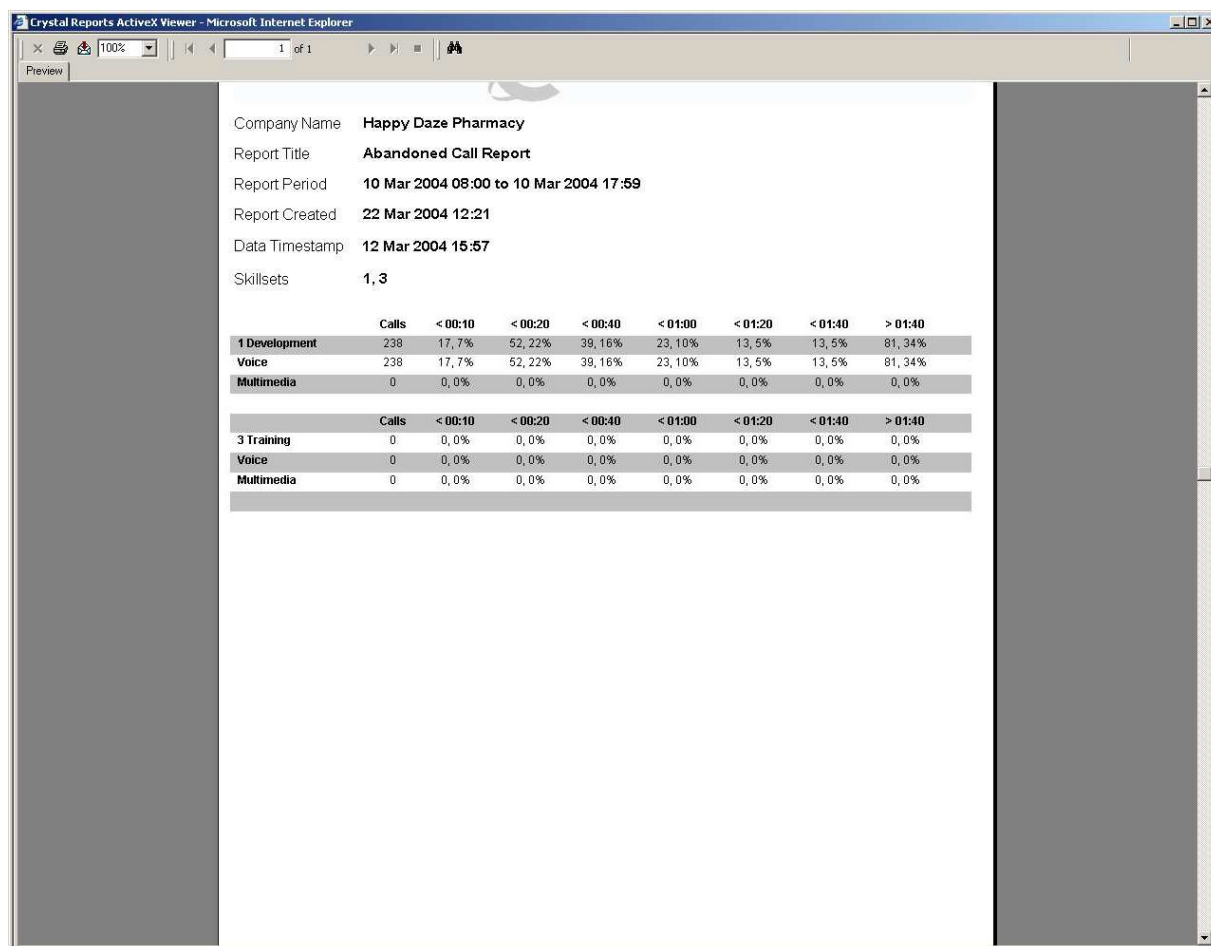 Crystal Reports ActiveX Viewer - Microsoft Internet Explorer
100% 1 of 1
Preview
Company Name Happy Daze Pharmacy
Report Title Abandoned Call Report
Report Period 10 Mar 2004 08:00 to 10 Mar 2004 17:59
Report Created 22 Mar 2004 12:21
Data Timestamp 12 Mar 2004 15:57
Skillsets 1, 3
Calls < 00:10 < 00:20 < 00:40 < 01:00 < 01:20 < 01:40 > 01:40
1 Development 238 17, 7% 52, 22% 39, 16% 23, 10% 13, 5% 13, 5% 81, 34%
Voice 238 17, 7% 52, 22% 39, 16% 23, 10% 13, 5% 13, 5% 81, 34%
Multimedia 0 0, 0% 0, 0% 0, 0% 0, 0% 0, 0% 0, 0% 0, 0%
Calls < 00:10 < 00:20 < 00:40 < 01:00 < 01:20 < 01:40 > 01:40
3 Training 0 0, 0% 0, 0% 0, 0% 0, 0% 0, 0% 0, 0% 0, 0%
Voice 0 0, 0% 0, 0% 0, 0% 0, 0% 0, 0% 0, 0% 0, 0%
Multimedia 0 0, 0% 0, 0% 0, 0% 0, 0% 0, 0% 0, 0% 0, 0%